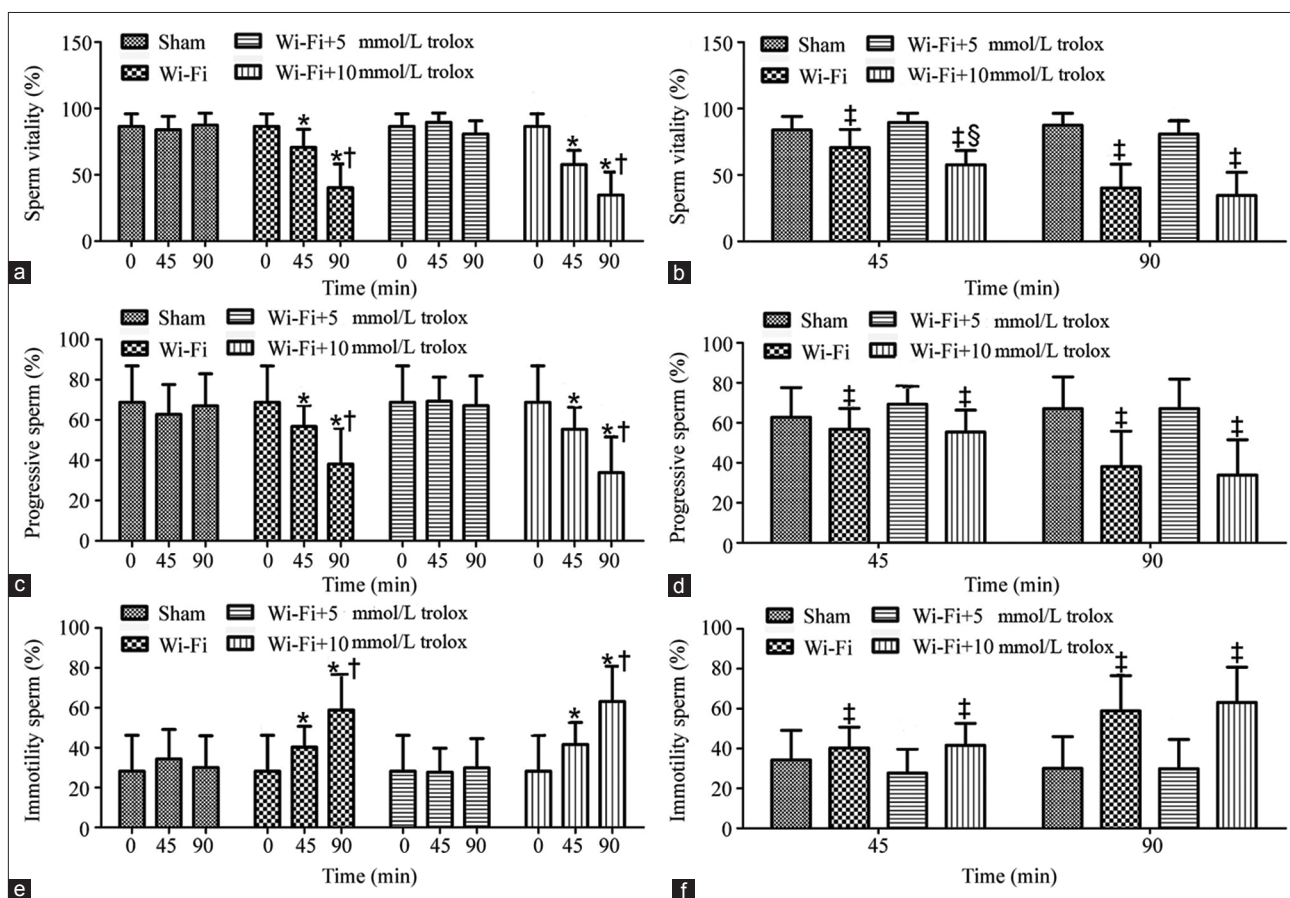 Sham
Wi-Fi+5 mmol/L trolox
Wi-Fi
Wi-Fi+10 mmol/L trolox
Sperm vitality (%)
150
100
50
0
*
*†
*
*†
0 45 90 0 45 90 0 45 90 0 45 90
Time (min)
a
Sham
Wi-Fi+5 mmol/L trolox
Wi-Fi
Wi-Fi+10 mmol/L trolox
Sperm vitality (%)
150
100
50
0
‡
‡§
‡
‡
45 90
Time (min)
b
Sham
Wi-Fi+5 mmol/L trolox
Wi-Fi
Wi-Fi+10 mmol/L trolox
Progressive sperm (%)
100
80
60
40
20
0
*
*†
*
*†
0 45 90 0 45 90 0 45 90 0 45 90
Time (min)
c
Sham
Wi-Fi+5 mmol/L trolox
Wi-Fi
Wi-Fi+10 mmol/L trolox
Progressive sperm (%)
100
80
60
40
20
0
‡
‡
‡
‡
45 90
Time (min)
d
Sham
Wi-Fi+5 mmol/L trolox
Wi-Fi
Wi-Fi+10 mmol/L trolox
Immotility sperm (%)
100
80
60
40
20
0
*
*†
*
*†
0 45 90 0 45 90 0 45 90 0 45 90
Time (min)
e
Sham
Wi-Fi+5 mmol/L trolox
Wi-Fi
Wi-Fi+10 mmol/L trolox
Immotility sperm (%)
100
80
60
40
20
0
‡
‡
‡
‡
45 90
Time (min)
f